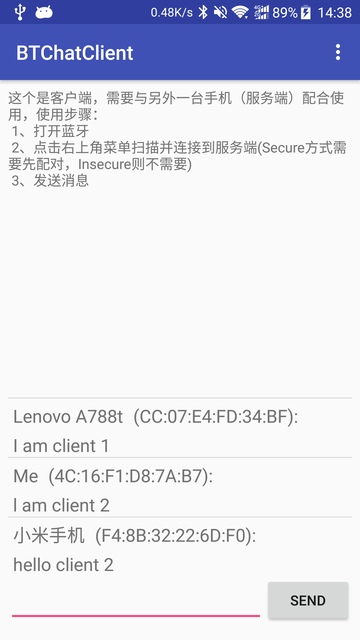 0.48K/s 89% 14:38
BTChatClient
这个是客户端，需要与另外一台手机（服务端）配合使
用，使用步骤：
1、打开蓝牙
2、点击右上角菜单扫描并连接到服务端(Secure方式需
要先配对，Insecure则不需要)
3、发送消息
Lenovo A788t  (CC:07:E4:FD:34:BF):
I am client 1
Me  (4C:16:F1:D8:7A:B7):
I am client 2
小米手机  (F4:8B:32:22:6D:F0):
hello client 2
SEND